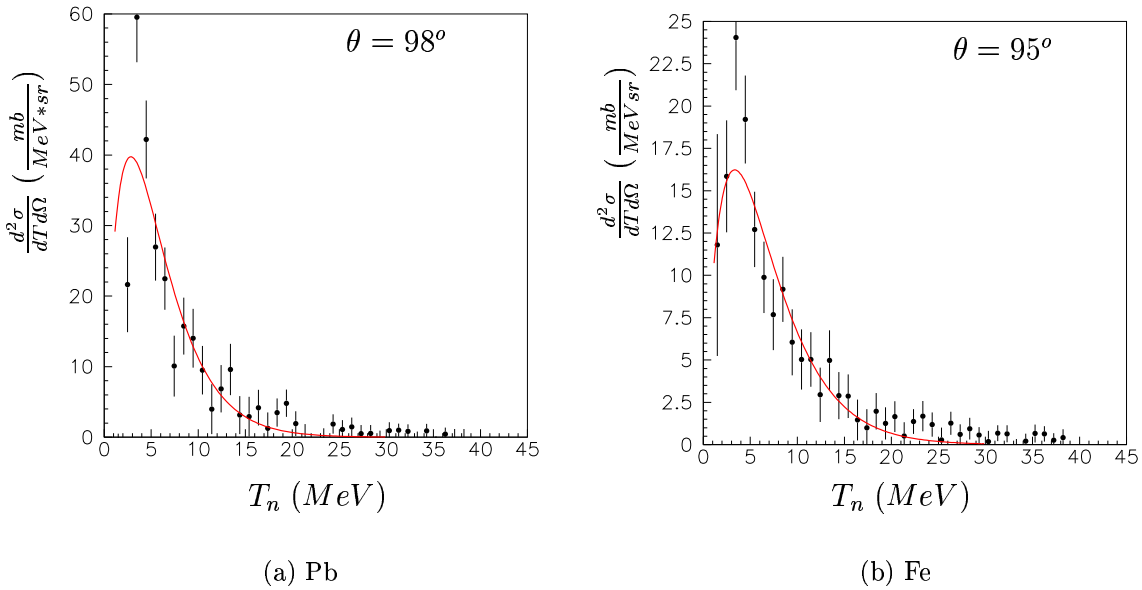 θ = 98°
d²σ/dTdΩ (mb/MeV*sr)
60
50
40
30
20
10
0
0 5 10 15 20 25 30 35 40 45
Tₙ (MeV)
(a) Pb
θ = 95°
d²σ/dTdΩ (mb/MeVsr)
25
22.5
20
17.5
15
12.5
10
7.5
5
2.5
0
0 5 10 15 20 25 30 35 40 45
Tₙ (MeV)
(b) Fe